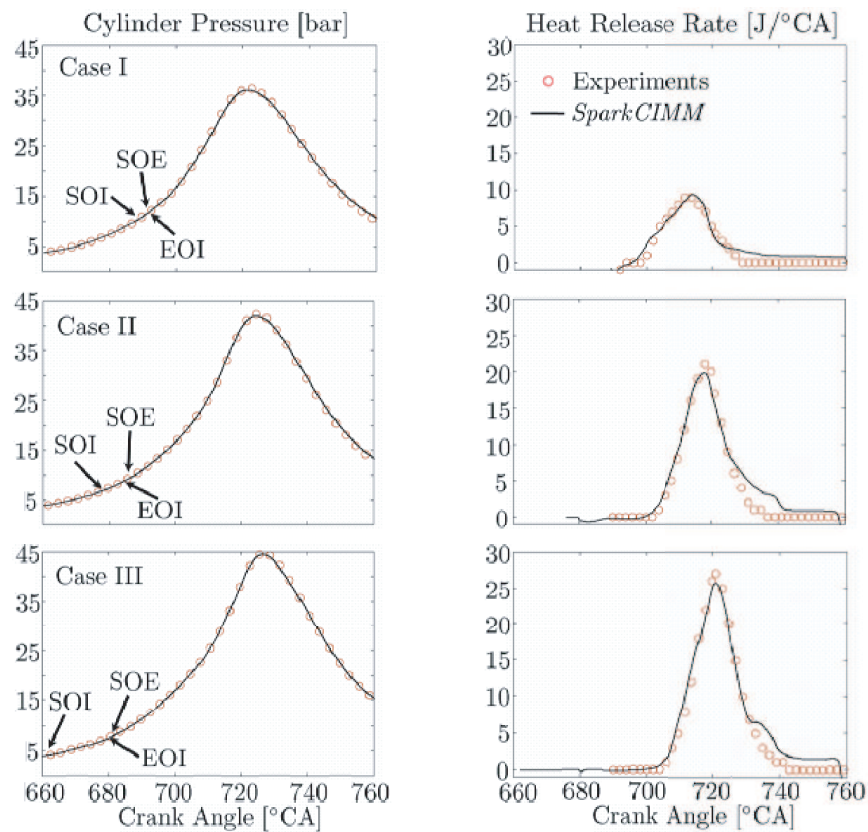 Cylinder Pressure [bar]
Heat Release Rate [J/°CA]
45
35
25
15
5
Case I
SOE
SOI
EOI
30
25
20
15
10
5
0
Experiments
SparkCIMM
45
35
25
15
5
Case II
SOE
SOI
EOI
30
25
20
15
10
5
0
45
35
25
15
5
Case III
SOE
SOI
EOI
660 680 700 720 740 760
Crank Angle [°CA]
30
25
20
15
10
5
0
660 680 700 720 740 760
Crank Angle [°CA]